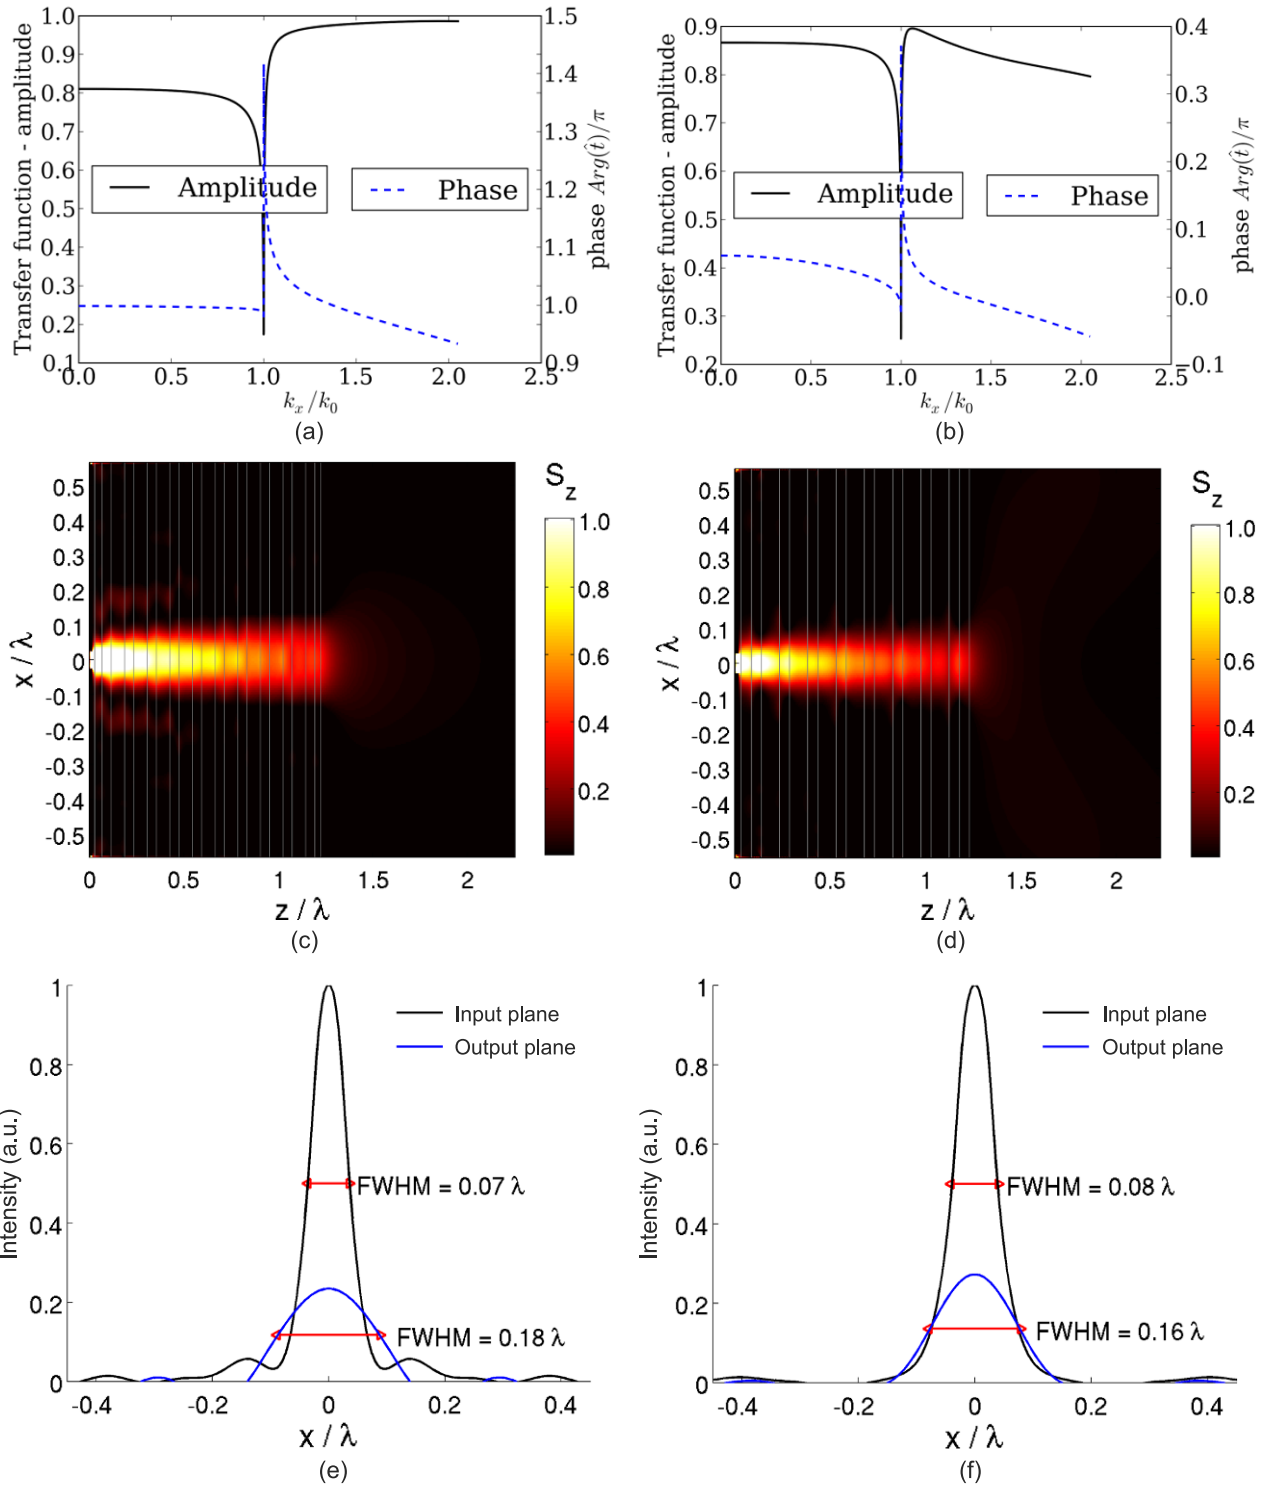 Transfer function - amplitude
1.0
0.9
0.8
0.7
0.6
0.5
0.4
0.3
0.2
0.1
Amplitude
Phase
1.5
1.4
1.3
1.2
1.1
1.0
0.9
phase Arg(t̂)/π
0.0 0.5 1.0 1.5 2.0 2.5
kₓ/k₀
(a)
Transfer function - amplitude
0.9
0.8
0.7
0.6
0.5
0.4
0.3
0.2
Amplitude
Phase
0.4
0.3
0.2
0.1
0.0
−0.1
phase Arg(t̂)/π
0.0 0.5 1.0 1.5 2.0 2.5
kₓ/k₀
(b)
x / λ
0.5
0.4
0.3
0.2
0.1
0
-0.1
-0.2
-0.3
-0.4
-0.5
0 0.5 1 1.5 2
z / λ
S_z
1.0
0.8
0.6
0.4
0.2
(c)
x / λ
0.5
0.4
0.3
0.2
0.1
0
-0.1
-0.2
-0.3
-0.4
-0.5
0 0.5 1 1.5 2
z / λ
S_z
1.0
0.8
0.6
0.4
0.2
(d)
Intensity (a.u.)
1
0.8
0.6
0.4
0.2
0
Input plane
Output plane
FWHM = 0.07 λ
FWHM = 0.18 λ
-0.4 -0.2 0 0.2 0.4
x / λ
(e)
Intensity (a.u.)
1
0.8
0.6
0.4
0.2
0
Input plane
Output plane
FWHM = 0.08 λ
FWHM = 0.16 λ
-0.4 -0.2 0 0.2 0.4
x / λ
(f)